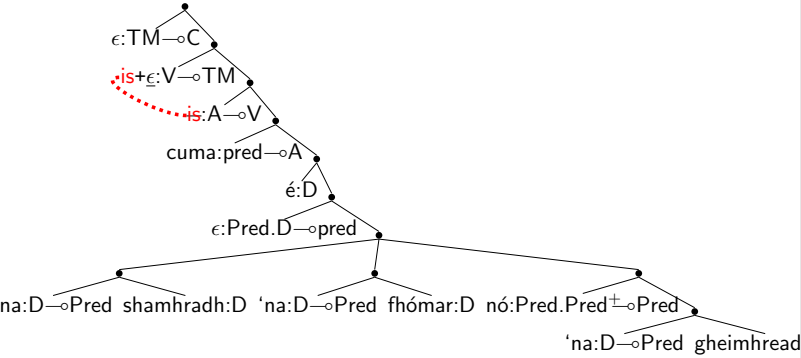 ϵ:TM⊸C
is+ϵ:V⊸TM
is:A⊸V
cuma:pred⊸A
é:D
ϵ:Pred.D⊸pred
na:D⊸Pred shamhradh:D ‘na:D⊸Pred fhómar:D nó:Pred.Pred⁺⊸Pred
‘na:D⊸Pred gheimhread